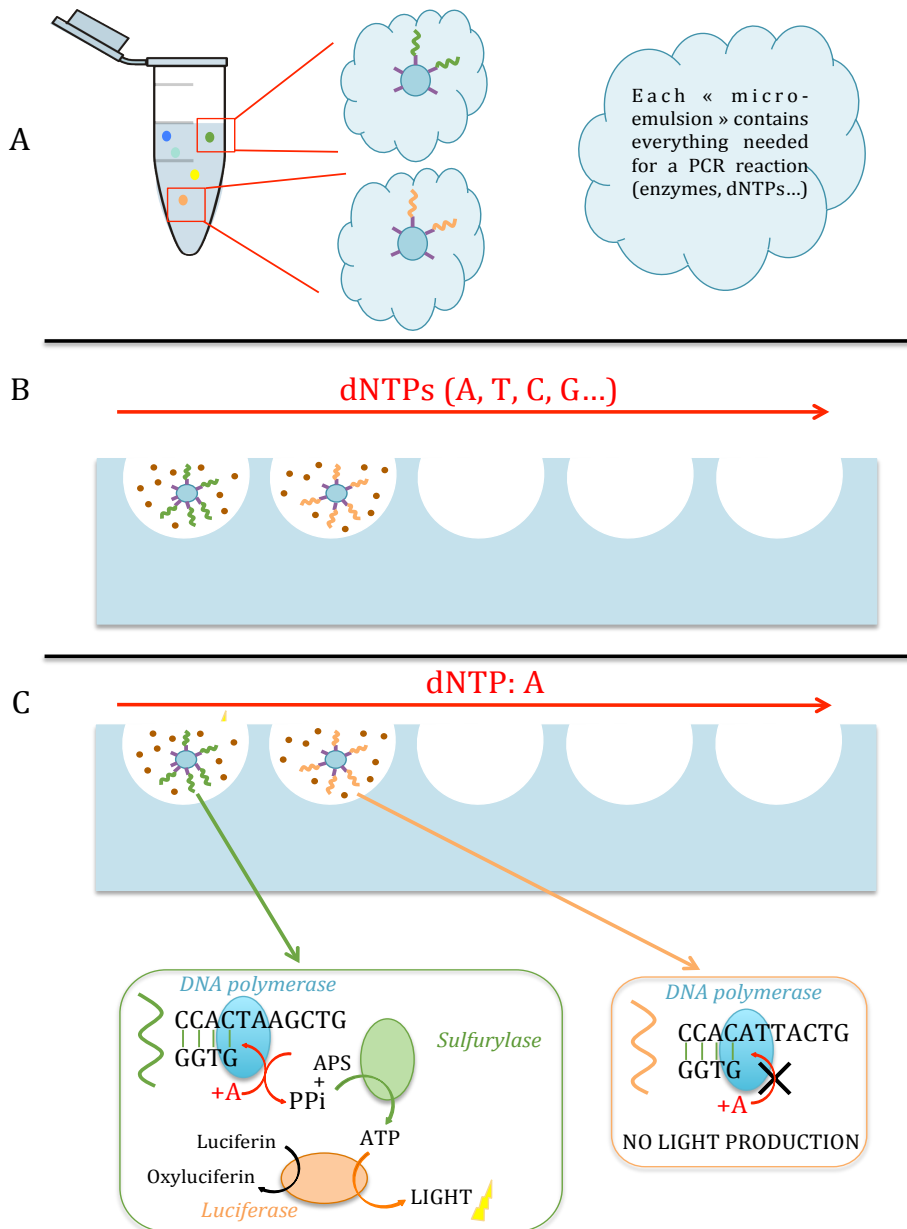 A
Each « micro-
emulsion » contains
everything needed
for a PCR reaction
(enzymes, dNTPs...)
B
dNTPs (A, T, C, G...)
C
dNTP: A
DNA polymerase
CCACTAAGCTG
GGTG
+A
PPi
APS
+
Sulfurylase
ATP
Luciferin
Oxyluciferin
Luciferase
LIGHT
DNA polymerase
CCACATTACTG
GGTG
+A
NO LIGHT PRODUCTION